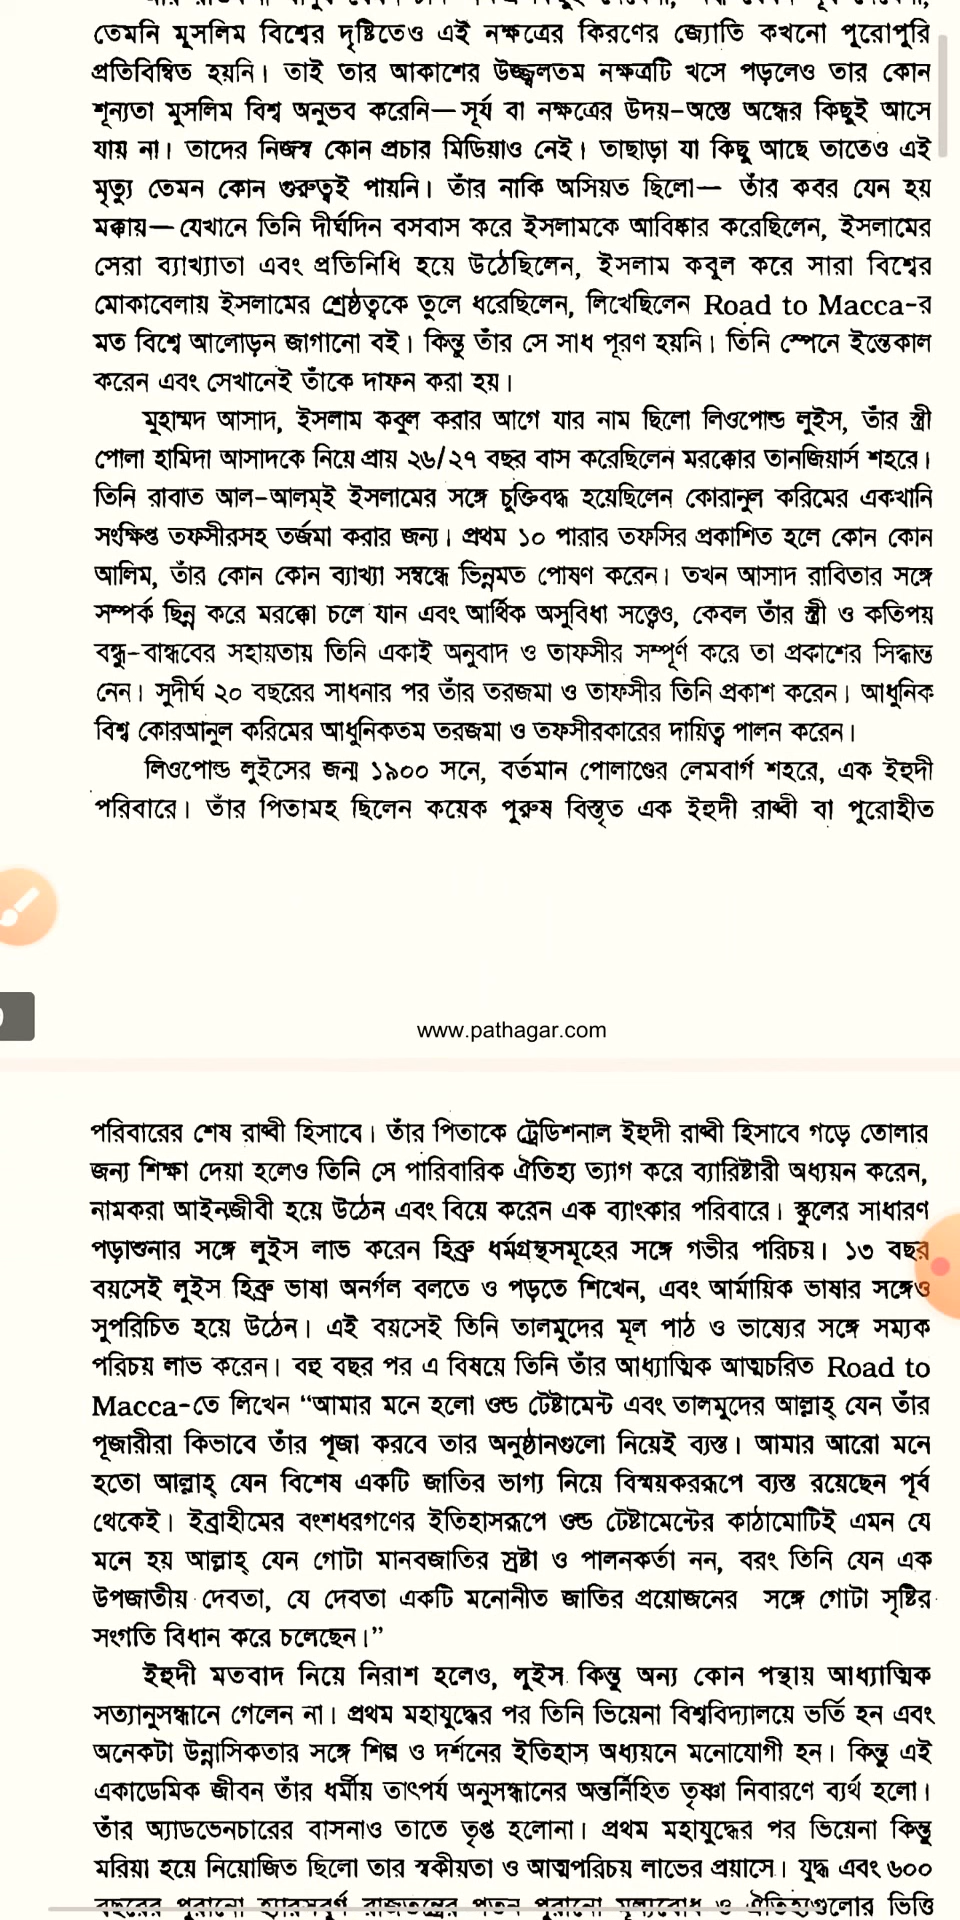 তেমনি মুসলিম বিশ্বের দৃষ্টিতেও এই নক্ষত্রের কিরণের জ্যোতি কখনো পুরোপুরি
প্রতিবিম্বিত হয়নি। তাই তার আকাশের উজ্জ্বলতম নক্ষত্রটি খসে পড়লেও তার কোন
শূন্যতা মুসলিম বিশ্ব অনুভব করেনি—সূর্য বা নক্ষত্রের উদয়-অস্তে অন্ধের কিছুই আসে
যায় না। তাদের নিজস্ব কোন প্রচার মিডিয়াও নেই। তাছাড়া যা কিছু আছে তাতেও এই
মৃত্যু তেমন কোন গুরুত্বই পায়নি। তাঁর নাকি অসিয়ত ছিলো— তাঁর কবর যেন হয়
মক্কায়—যেখানে তিনি দীর্ঘদিন বসবাস করে ইসলামকে আবিষ্কার করেছিলেন, ইসলামের
সেরা ব্যাখ্যাতা এবং প্রতিনিধি হয়ে উঠেছিলেন, ইসলাম কবুল করে সারা বিশ্বের
মোকাবেলায় ইসলামের শ্রেষ্ঠত্বকে তুলে ধরেছিলেন, লিখেছিলেন Road to Macca-র
মত বিশ্বে আলোড়ন জাগানো বই। কিন্তু তাঁর সে সাধ পূরণ হয়নি। তিনি স্পেনে ইন্তেকাল
করেন এবং সেখানেই তাঁকে দাফন করা হয়।
মুহাম্মদ আসাদ, ইসলাম কবুল করার আগে যার নাম ছিলো লিওপোল্ড লুইস, তাঁর স্ত্রী
পোলা হামিদা আসাদকে নিয়ে প্রায় ২৬/২৭ বছর বাস করেছিলেন মরক্কোর তানজিয়ার্স শহরে।
তিনি রাবাত আল-আলম্ই ইসলামের সঙ্গে চুক্তিবদ্ধ হয়েছিলেন কোরানুল করিমের একখানি
সংক্ষিপ্ত তফসীরসহ তর্জমা করার জন্য। প্রথম ১০ পারার তফসির প্রকাশিত হলে কোন কোন
আলিম, তাঁর কোন কোন ব্যাখ্যা সম্বন্ধে ভিন্নমত পোষণ করেন। তখন আসাদ রাবিতার সঙ্গে
সম্পর্ক ছিন্ন করে মরক্কো চলে যান এবং আর্থিক অসুবিধা সত্ত্বেও, কেবল তাঁর স্ত্রী ও কতিপয়
বন্ধু-বান্ধবের সহায়তায় তিনি একাই অনুবাদ ও তাফসীর সম্পূর্ণ করে তা প্রকাশের সিদ্ধান্ত
নেন। সুদীর্ঘ ২০ বছরের সাধনার পর তাঁর তরজমা ও তাফসীর তিনি প্রকাশ করেন। আধুনিক
বিশ্ব কোরআনুল করিমের আধুনিকতম তরজমা ও তফসীরকারের দায়িত্ব পালন করেন।
লিওপোল্ড লুইসের জন্ম ১৯০০ সনে, বর্তমান পোলাণ্ডের লেমবার্গ শহরে, এক ইহুদী
পরিবারে। তাঁর পিতামহ ছিলেন কয়েক পুরুষ বিস্তৃত এক ইহুদী রাব্বী বা পুরোহীত
www.pathagar.com
পরিবারের শেষ রাব্বী হিসাবে। তাঁর পিতাকে ট্রেডিশনাল ইহুদী রাব্বী হিসাবে গড়ে তোলার
জন্য শিক্ষা দেয়া হলেও তিনি সে পারিবারিক ঐতিহ্য ত্যাগ করে ব্যারিষ্টারী অধ্যয়ন করেন,
নামকরা আইনজীবী হয়ে উঠেন এবং বিয়ে করেন এক ব্যাংকার পরিবারে। স্কুলের সাধারণ
পড়াশুনার সঙ্গে লুইস লাভ করেন হিব্রু ধর্মগ্রন্থসমূহের সঙ্গে গভীর পরিচয়। ১৩ বছর
বয়সেই লুইস হিব্রু ভাষা অনর্গল বলতে ও পড়তে শিখেন, এবং আর্মায়িক ভাষার সঙ্গেও
সুপরিচিত হয়ে উঠেন। এই বয়সেই তিনি তালমুদের মূল পাঠ ও ভাষ্যের সঙ্গে সম্যক
পরিচয় লাভ করেন। বহু বছর পর এ বিষয়ে তিনি তাঁর আধ্যাত্মিক আত্মচরিত Road to
Macca-তে লিখেন “আমার মনে হলো ওল্ড টেষ্টামেন্ট এবং তালমুদের আল্লাহ্ যেন তাঁর
পূজারীরা কিভাবে তাঁর পূজা করবে তার অনুষ্ঠানগুলো নিয়েই ব্যস্ত। আমার আরো মনে
হতো আল্লাহ্ যেন বিশেষ একটি জাতির ভাগ্য নিয়ে বিস্ময়কররূপে ব্যস্ত রয়েছেন পূর্ব
থেকেই। ইব্রাহীমের বংশধরগণের ইতিহাসরূপে ওল্ড টেষ্টামেন্টের কাঠামোটিই এমন যে
মনে হয় আল্লাহ্ যেন গোটা মানবজাতির স্রষ্টা ও পালনকর্তা নন, বরং তিনি যেন এক
উপজাতীয় দেবতা, যে দেবতা একটি মনোনীত জাতির প্রয়োজনের সঙ্গে গোটা সৃষ্টির
সংগতি বিধান করে চলেছেন।”
ইহুদী মতবাদ নিয়ে নিরাশ হলেও, লুইস কিন্তু অন্য কোন পন্থায় আধ্যাত্মিক
সত্যানুসন্ধানে গেলেন না। প্রথম মহাযুদ্ধের পর তিনি ভিয়েনা বিশ্ববিদ্যালয়ে ভর্তি হন এবং
অনেকটা উন্নাসিকতার সঙ্গে শিল্প ও দর্শনের ইতিহাস অধ্যয়নে মনোযোগী হন। কিন্তু এই
একাডেমিক জীবন তাঁর ধর্মীয় তাৎপর্য অনুসন্ধানের অন্তর্নিহিত তৃষ্ণা নিবারণে ব্যর্থ হলো।
তাঁর অ্যাডভেনচারের বাসনাও তাতে তৃপ্ত হলোনা। প্রথম মহাযুদ্ধের পর ভিয়েনা কিন্তু
মরিয়া হয়ে নিয়োজিত ছিলো তার স্বকীয়তা ও আত্মপরিচয় লাভের প্রয়াসে। যুদ্ধ এবং ৬০০
বছরের পুরানো হ্যাবসবুর্গ রাজতন্ত্রের পতন পুরানো মূল্যবোধ ও ঐতিহ্যগুলোর ভিত্তি